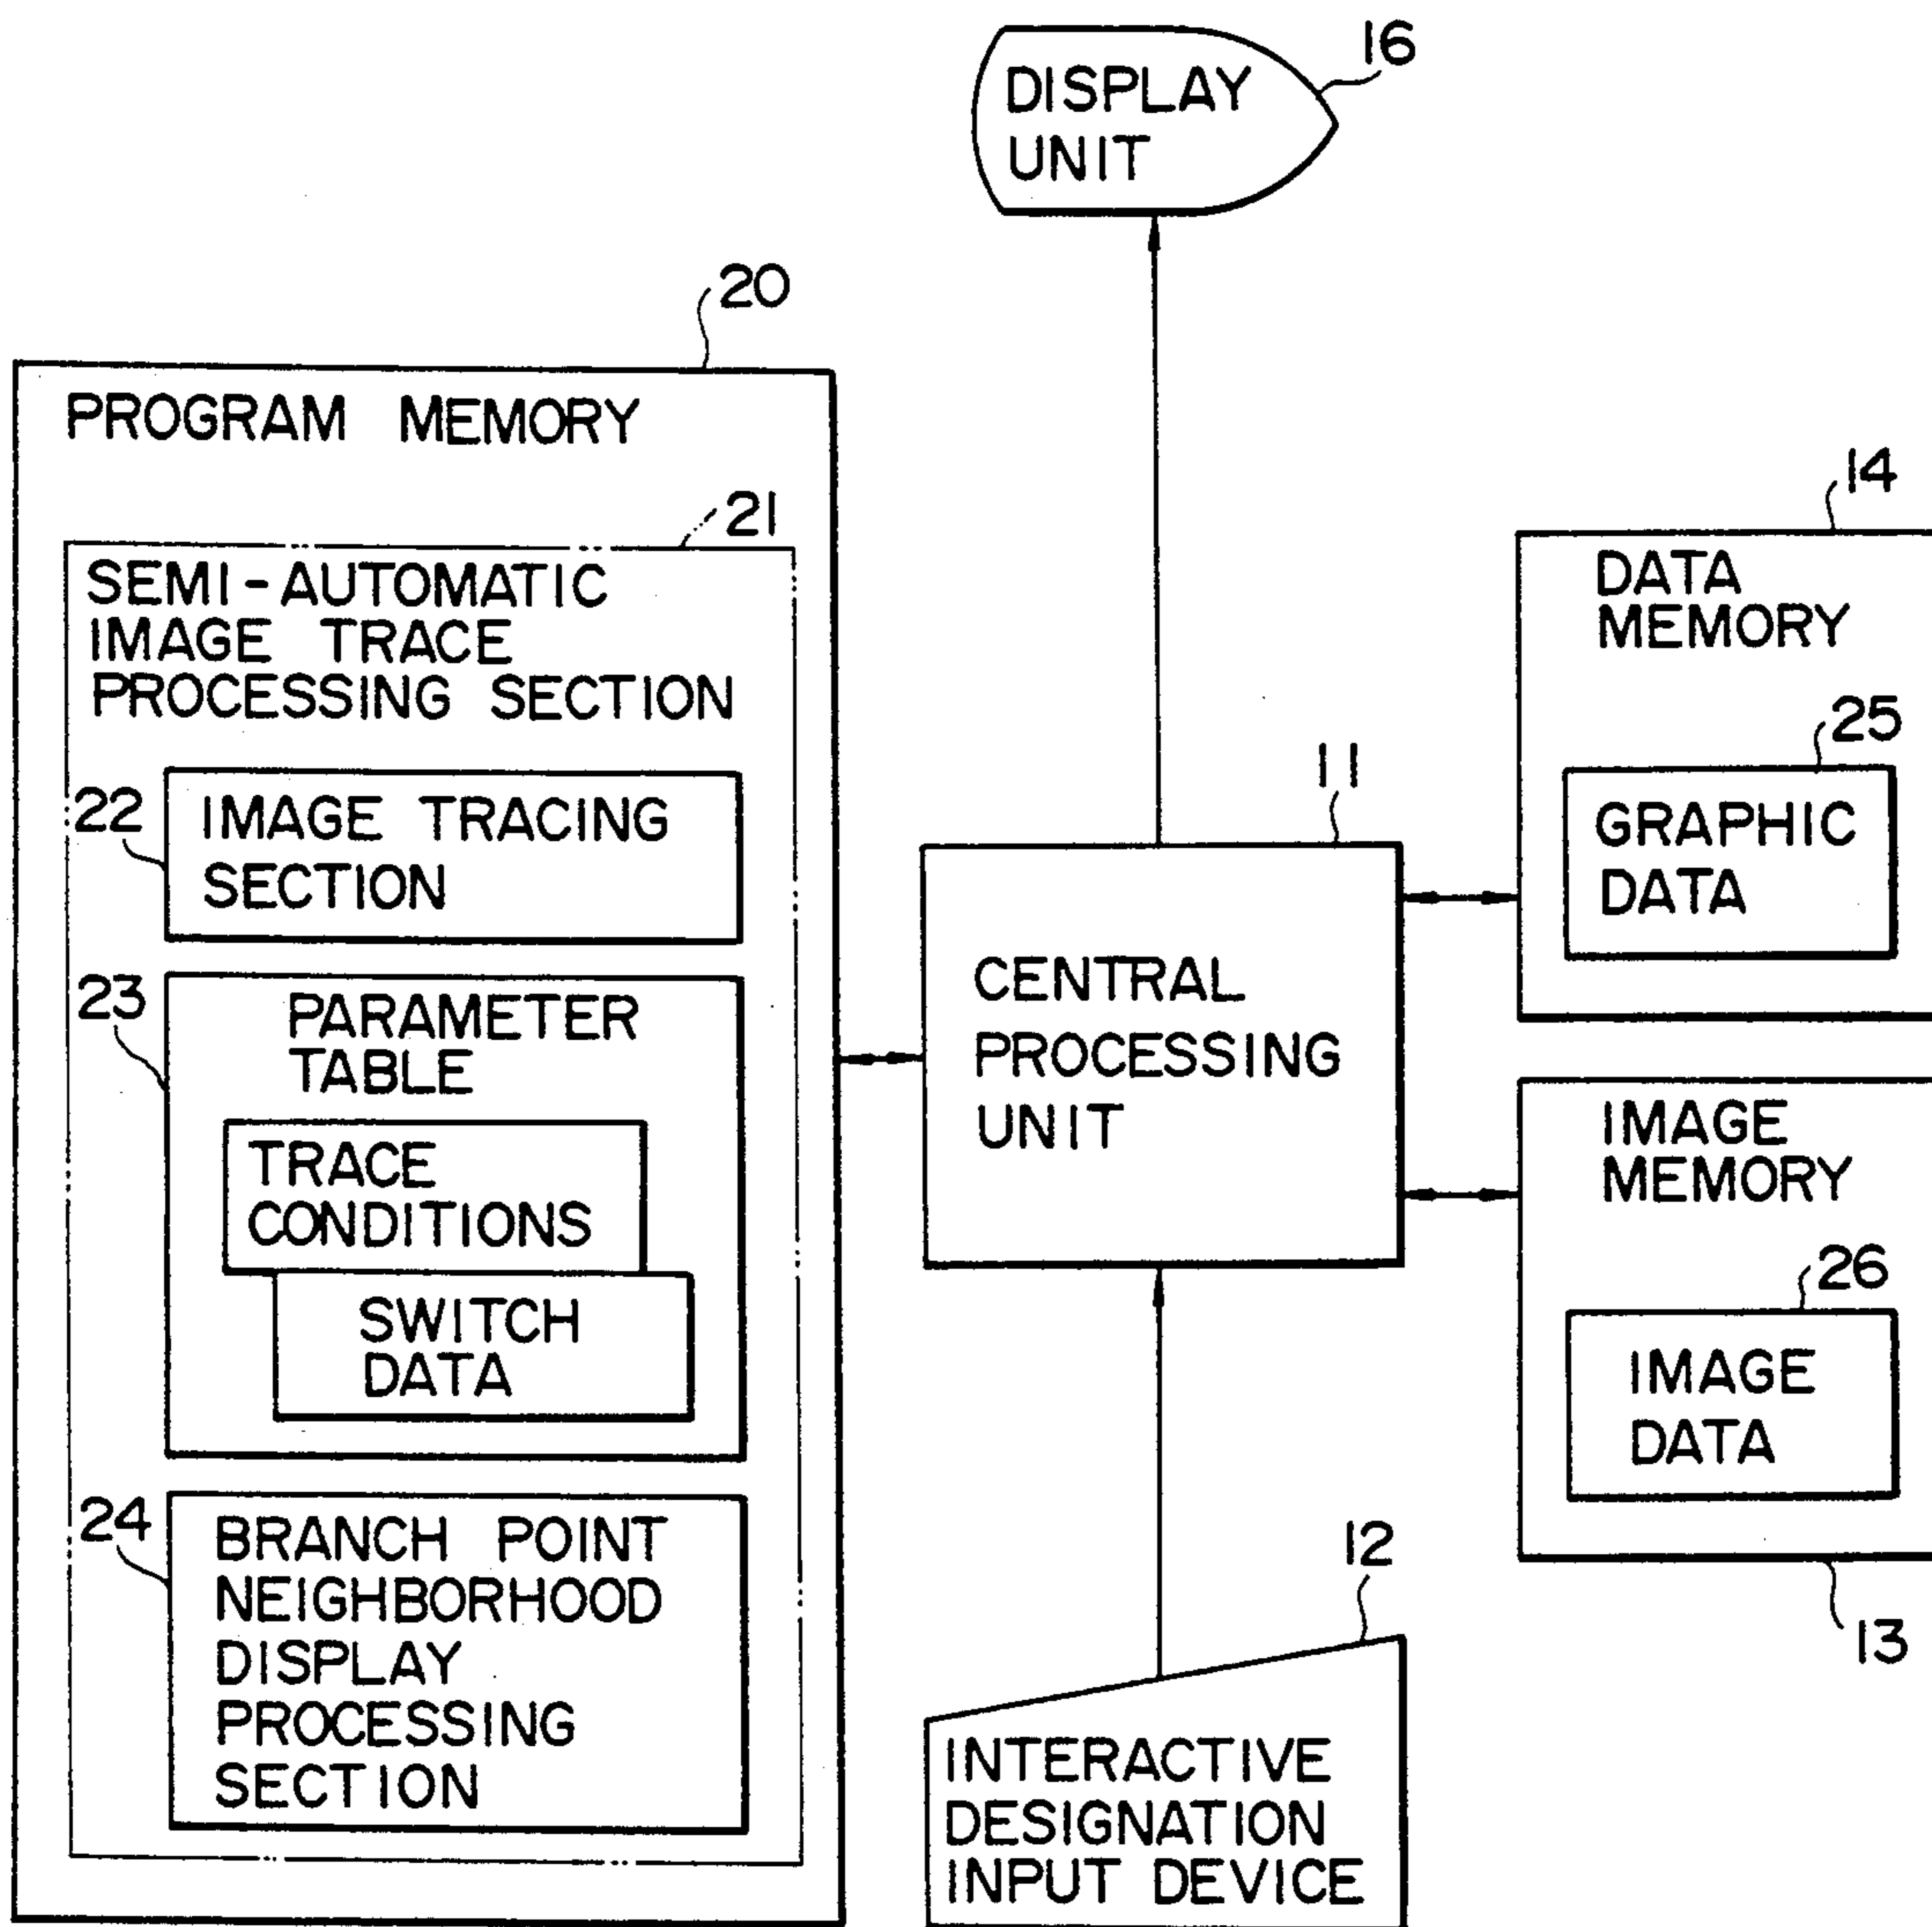 16
DISPLAY
UNIT
20
PROGRAM MEMORY
21
SEMI-AUTOMATIC
IMAGE TRACE
PROCESSING SECTION
22
IMAGE TRACING
SECTION
23
PARAMETER
TABLE
TRACE
CONDITIONS
SWITCH
DATA
24
BRANCH POINT
NEIGHBORHOOD
DISPLAY
PROCESSING
SECTION
11
CENTRAL
PROCESSING
UNIT
12
INTERACTIVE
DESIGNATION
INPUT DEVICE
14
DATA
MEMORY
25
GRAPHIC
DATA
IMAGE
MEMORY
26
IMAGE
DATA
13